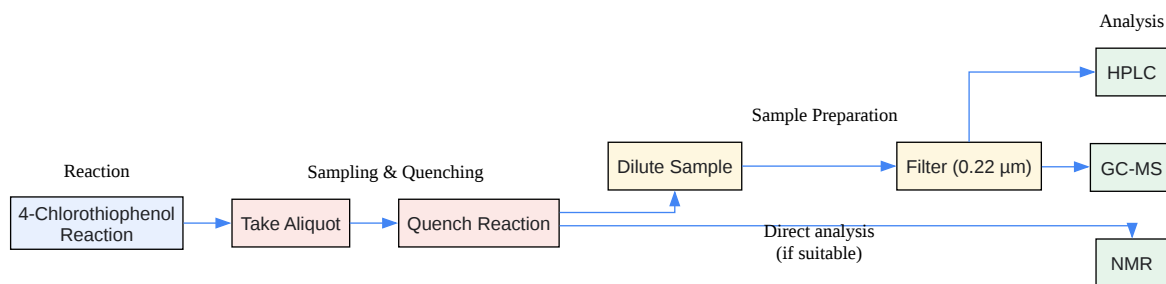 Analysis
HPLC
Sample Preparation
Dilute Sample
Filter (0.22 µm)
GC-MS
Reaction
Sampling & Quenching
4-Chlorothiophenol
Reaction
Take Aliquot
Quench Reaction
Direct analysis
(if suitable)
NMR